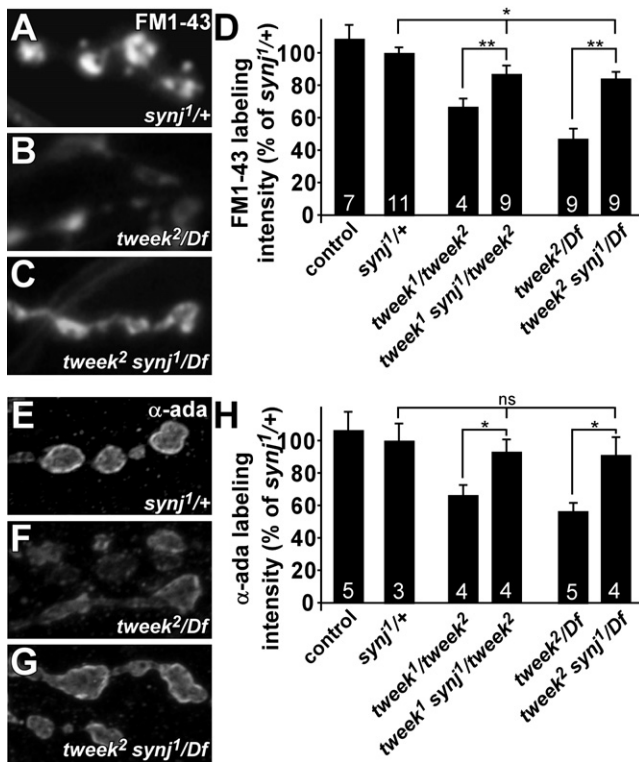 A
FM1-43
synj¹/+
B
tweek²/Df
C
tweek² synj¹/Df
D
FM1-43 labeling
intensity (% of synj¹/+)
100
80
60
40
20
0
*
**
**
7
11
4
9
9
9
control
synj¹/+
tweek¹/tweek²
tweek¹ synj¹/tweek²
tweek²/Df
tweek² synj¹/Df
E
α-ada
synj¹/+
F
tweek²/Df
G
tweek² synj¹/Df
H
α-ada labeling
intensity (% of synj¹/+)
100
80
60
40
20
0
ns
*
*
5
3
4
4
5
4
control
synj¹/+
tweek¹/tweek²
tweek¹ synj¹/tweek²
tweek²/Df
tweek² synj¹/Df